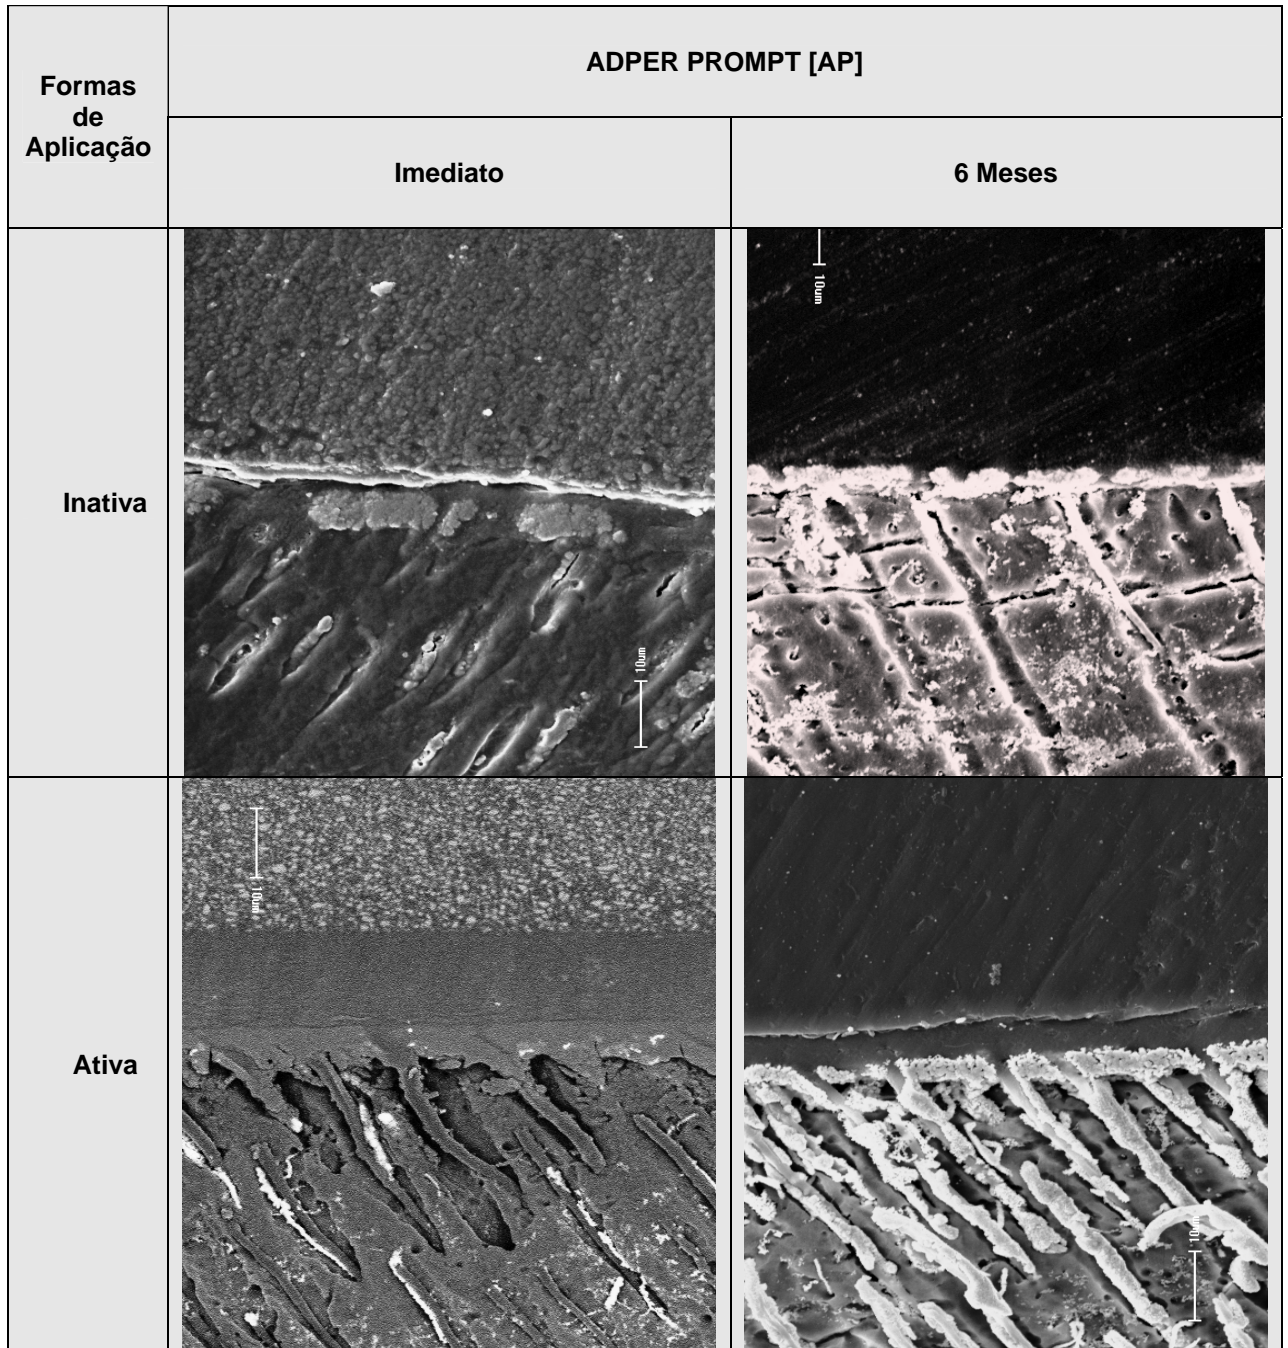 ADPER PROMPT [AP]
Formas
de
Aplicação
Imediato
6 Meses
Inativa
10um
10um
Ativa
10um
10um